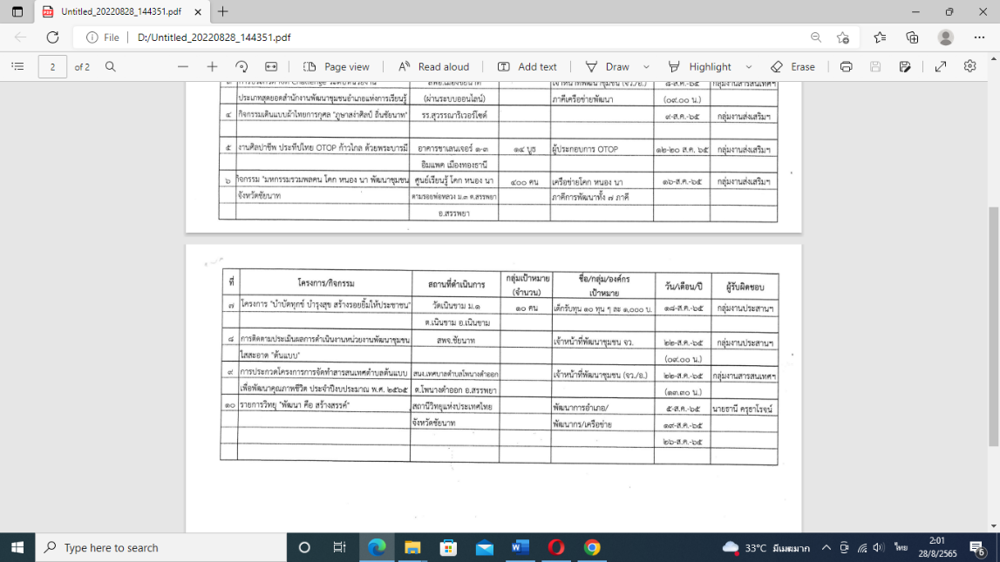 Untitled_20220828_144351.pdf
File | D:/Untitled_20220828_144351.pdf
2 of 2 Page view Read aloud Add text Draw Highlight Erase
ประเภทสุดยอดสำนักงานพัฒนาชุมชนอำเภอแห่งการเรียนรู้ (ผ่านระบบออนไลน์) ภาคีเครือข่ายพัฒนา (๐๙.๐๐ น.)
๔ กิจกรรมเดินแบบผ้าไทยการกุศล "ภูษาสง่าศิลป์ ถิ่นชัยนาท" รร.สุวรรณาริเวอร์ไซด์ ๙-ส.ค.-๖๕ กลุ่มงานส่งเสริมฯ
๕ งานศิลปาชีพ ประทีปไทย OTOP ก้าวไกล ด้วยพระบารมี อาคารชาเลนเจอร์ ๑-๓ ๑๔ บูธ ผู้ประกอบการ OTOP ๑๒-๒๐ ส.ค. ๖๕ กลุ่มงานส่งเสริมฯ
อิมแพค เมืองทองธานี
๖ กิจกรรม "มหกรรมรวมพลคน โคก หนอง นา พัฒนาชุมชน ศูนย์เรียนรู้ โคก หนอง นา ๔๐๐ คน เครือข่ายโคก หนอง นา ๑๖-ส.ค.-๖๕ กลุ่มงานส่งเสริมฯ
จังหวัดชัยนาท ตามรอยพ่อหลวง ม.๓ ต.สรรพยา ภาคีการพัฒนาทั้ง ๗ ภาคี
อ.สรรพยา
ที่ โครงการ/กิจกรรม สถานที่ดำเนินการ กลุ่มเป้าหมาย (จำนวน) ชื่อ/กลุ่ม/องค์กร เป้าหมาย วัน/เดือน/ปี ผู้รับผิดชอบ
๗ โครงการ "บำบัดทุกข์ บำรุงสุข สร้างรอยยิ้มให้ประชาชน" วัดเนินขาม ม.๑ ๑๐ คน เด็กรับทุน ๑๐ ทุน ๆ ละ ๑,๐๐๐ บ. ๑๘-ส.ค.-๖๕ กลุ่มงานประสานฯ
ต.เนินขาม อ.เนินขาม
๘ การติดตามประเมินผลการดำเนินงานหน่วยงานพัฒนาชุมชน สพจ.ชัยนาท เจ้าหน้าที่พัฒนาชุมชน จว. ๒๒-ส.ค.-๖๕ กลุ่มงานประสานฯ
ใสสะอาด "ต้นแบบ" (๐๙.๐๐ น.)
๙ การประกวดโครงการการจัดทำสารสนเทศตำบลต้นแบบ สนง.เทศบาลตำบลโพนางดำออก เจ้าหน้าที่พัฒนาชุมชน (จว./อ.) ๒๒-ส.ค.-๖๕ กลุ่มงานสารสนเทศฯ
เพื่อพัฒนาคุณภาพชีวิต ประจำปีงบประมาณ พ.ศ. ๒๕๖๕ ต.โพนางดำออก อ.สรรพยา (๑๓.๓๐ น.)
๑๐ รายการวิทยุ "พัฒนา คือ สร้างสรรค์" สถานีวิทยุแห่งประเทศไทย พัฒนาการอำเภอ/ ๕-ส.ค.-๖๕ นายธานี ครุธาโรจน์
จังหวัดชัยนาท พัฒนากร/เครือข่าย ๑๙-ส.ค.-๖๕
๒๖-ส.ค.-๖๕
Type here to search 33°C มีเมฆมาก ไทย 2:01
28/8/2565
6